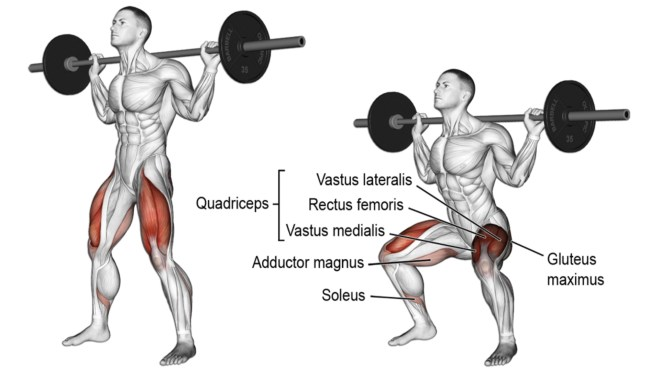 Vastus lateralis
Quadriceps
Rectus femoris
Vastus medialis
Adductor magnus
Gluteus
maximus
Soleus